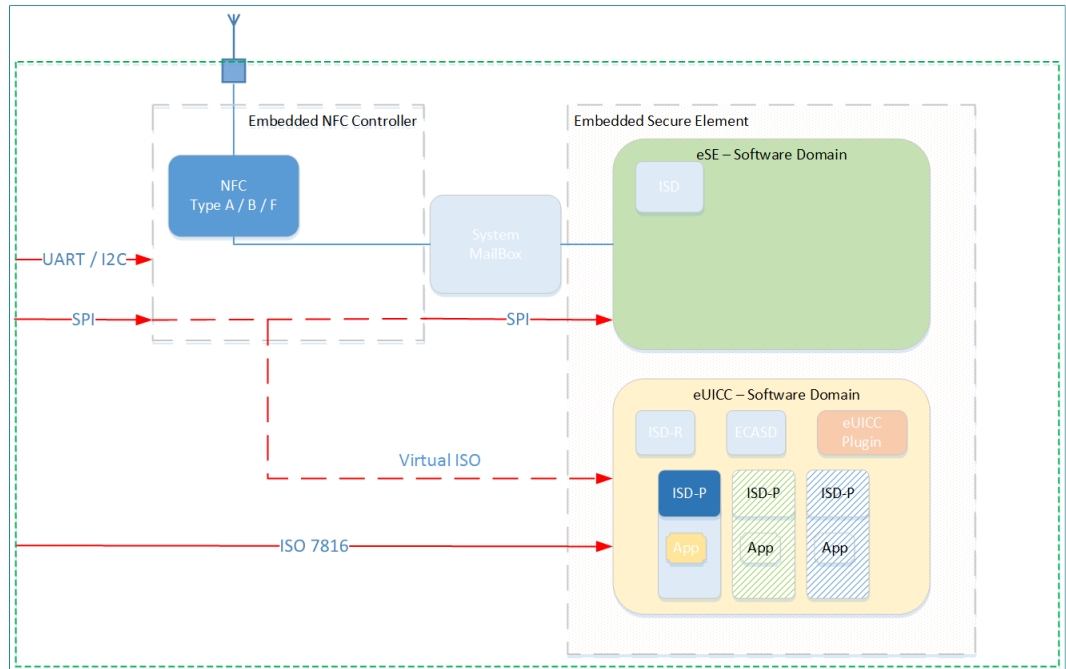 Embedded NFC Controller
Embedded Secure Element
eSE – Software Domain
ISD
NFC
Type A / B / F
System
MailBox
UART / I2C
SPI
SPI
eUICC – Software Domain
ISD-R
ECASD
eUICC
Plugin
Virtual ISO
ISD-P
ISD-P
ISD-P
ISO 7816
App
App
App